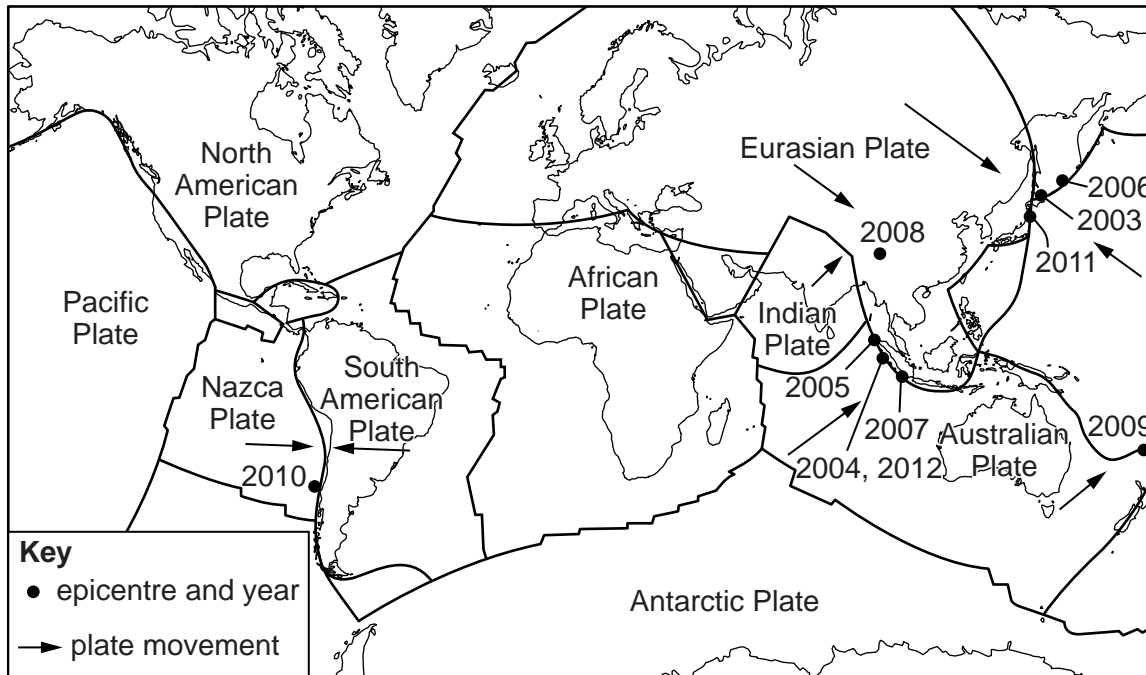 North
American
Plate
Eurasian Plate
2006
2003
2008
2011
Pacific
Plate
African
Plate
Indian
Plate
Nazca
Plate
South
American
Plate
2005
2007
2004, 2012
Australian
Plate
2009
2010
Antarctic Plate
Key
epicentre and year
plate movement